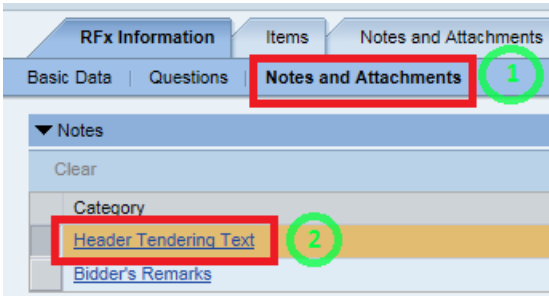 RFx Information Items Notes and Attachments
Basic Data | Questions | Notes and Attachments 1
Notes
Clear
Category
Header Tendering Text 2
Bidder's Remarks